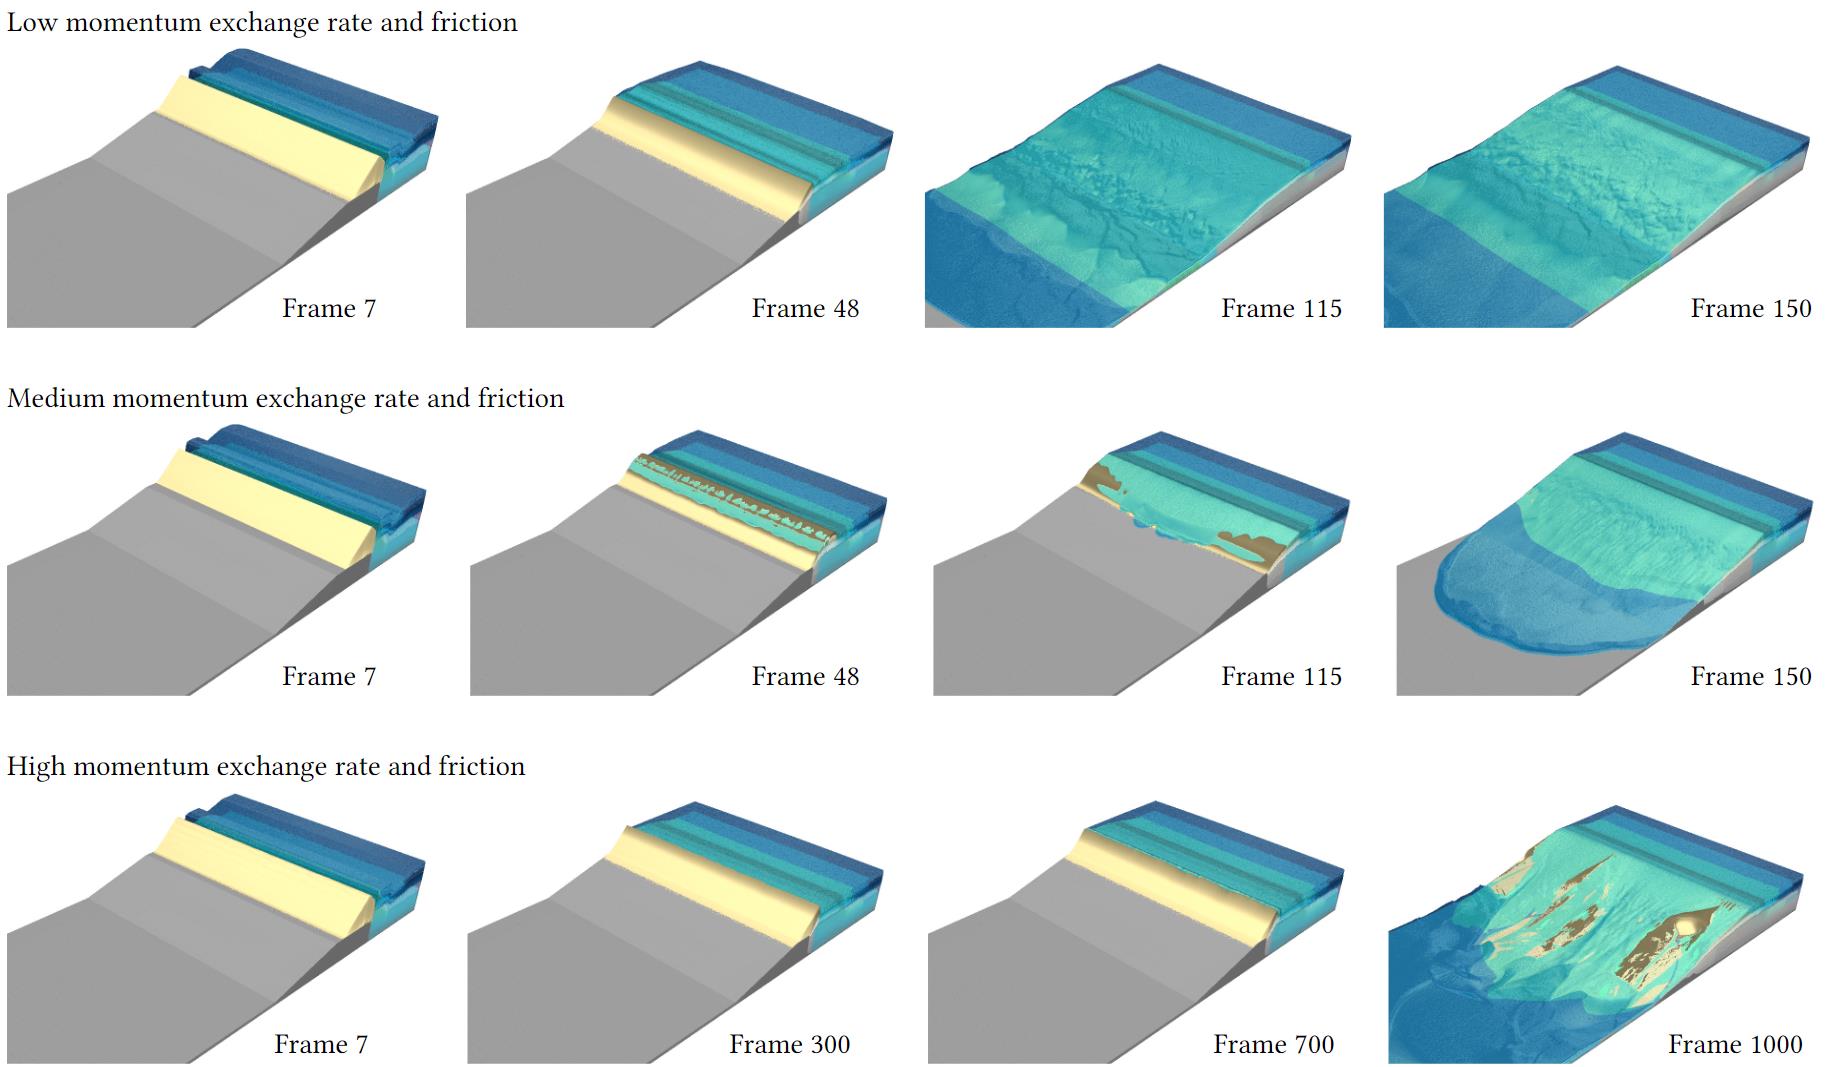 Low momentum exchange rate and friction
Frame 7
Frame 48
Frame 115
Frame 150
Medium momentum exchange rate and friction
Frame 7
Frame 48
Frame 115
Frame 150
High momentum exchange rate and friction
Frame 7
Frame 300
Frame 700
Frame 1000